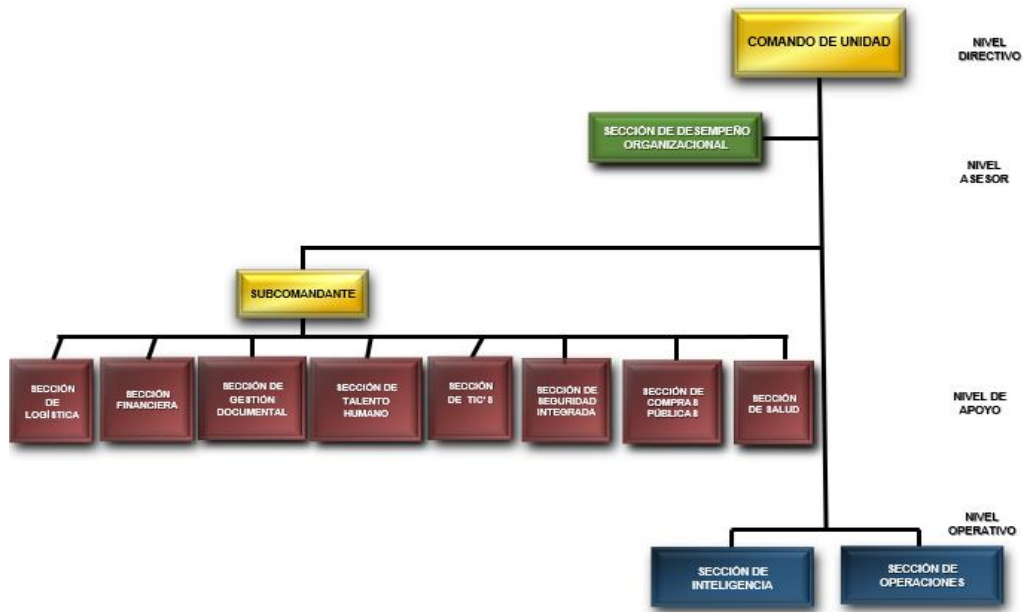 COMANDO DE UNIDAD
NIVEL
DIRECTIVO
SECCIÓN DE DESEMPEÑO
ORGANIZACIONAL
NIVEL
ASESOR
SUBCOMANDANTE
SECCIÓN
DE
LOGÍSTICA
SECCIÓN
FINANCIERA
SECCIÓN DE
GESTIÓN
DOCUMENTAL
SECCIÓN DE
TALENTO
HUMANO
SECCIÓN
DE TIC'S
SECCIÓN DE
SEGURIDAD
INTEGRADA
SECCIÓN DE
COMPRAS
PÚBLICAS
SECCIÓN
DE SALUD
NIVEL DE
APOYO
NIVEL
OPERATIVO
SECCIÓN DE
INTELIGENCIA
SECCIÓN DE
OPERACIONES